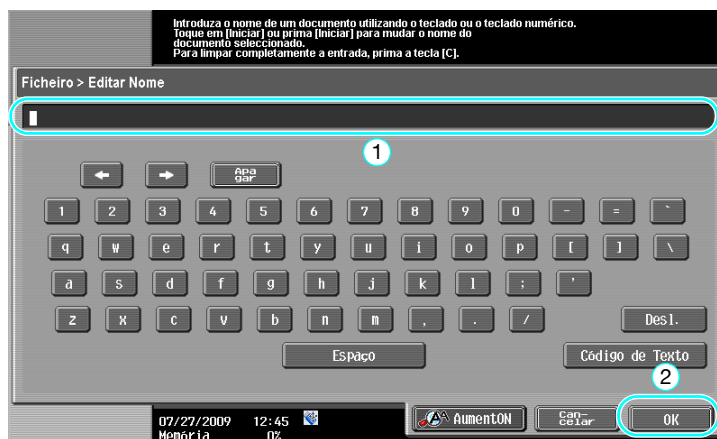 Introduza o nome de um documento utilizando o teclado ou o teclado numérico.
Toque em [Iniciar] ou prima [Iniciar] para mudar o nome do
documento seleccionado.
Para limpar completamente a entrada, prima a tecla [C].
Ficheiro > Editar Nome
1
Apa
gar
1 2 3 4 5 6 7 8 9 0 - = `
q w e r t y u i o p [ ] \
a s d f g h j k l ; '
z x c v b n m , . / Desl.
Espaço Código de Texto
2
07/27/2009 12:45 AumentON Can-
celar OK
Memória 0%